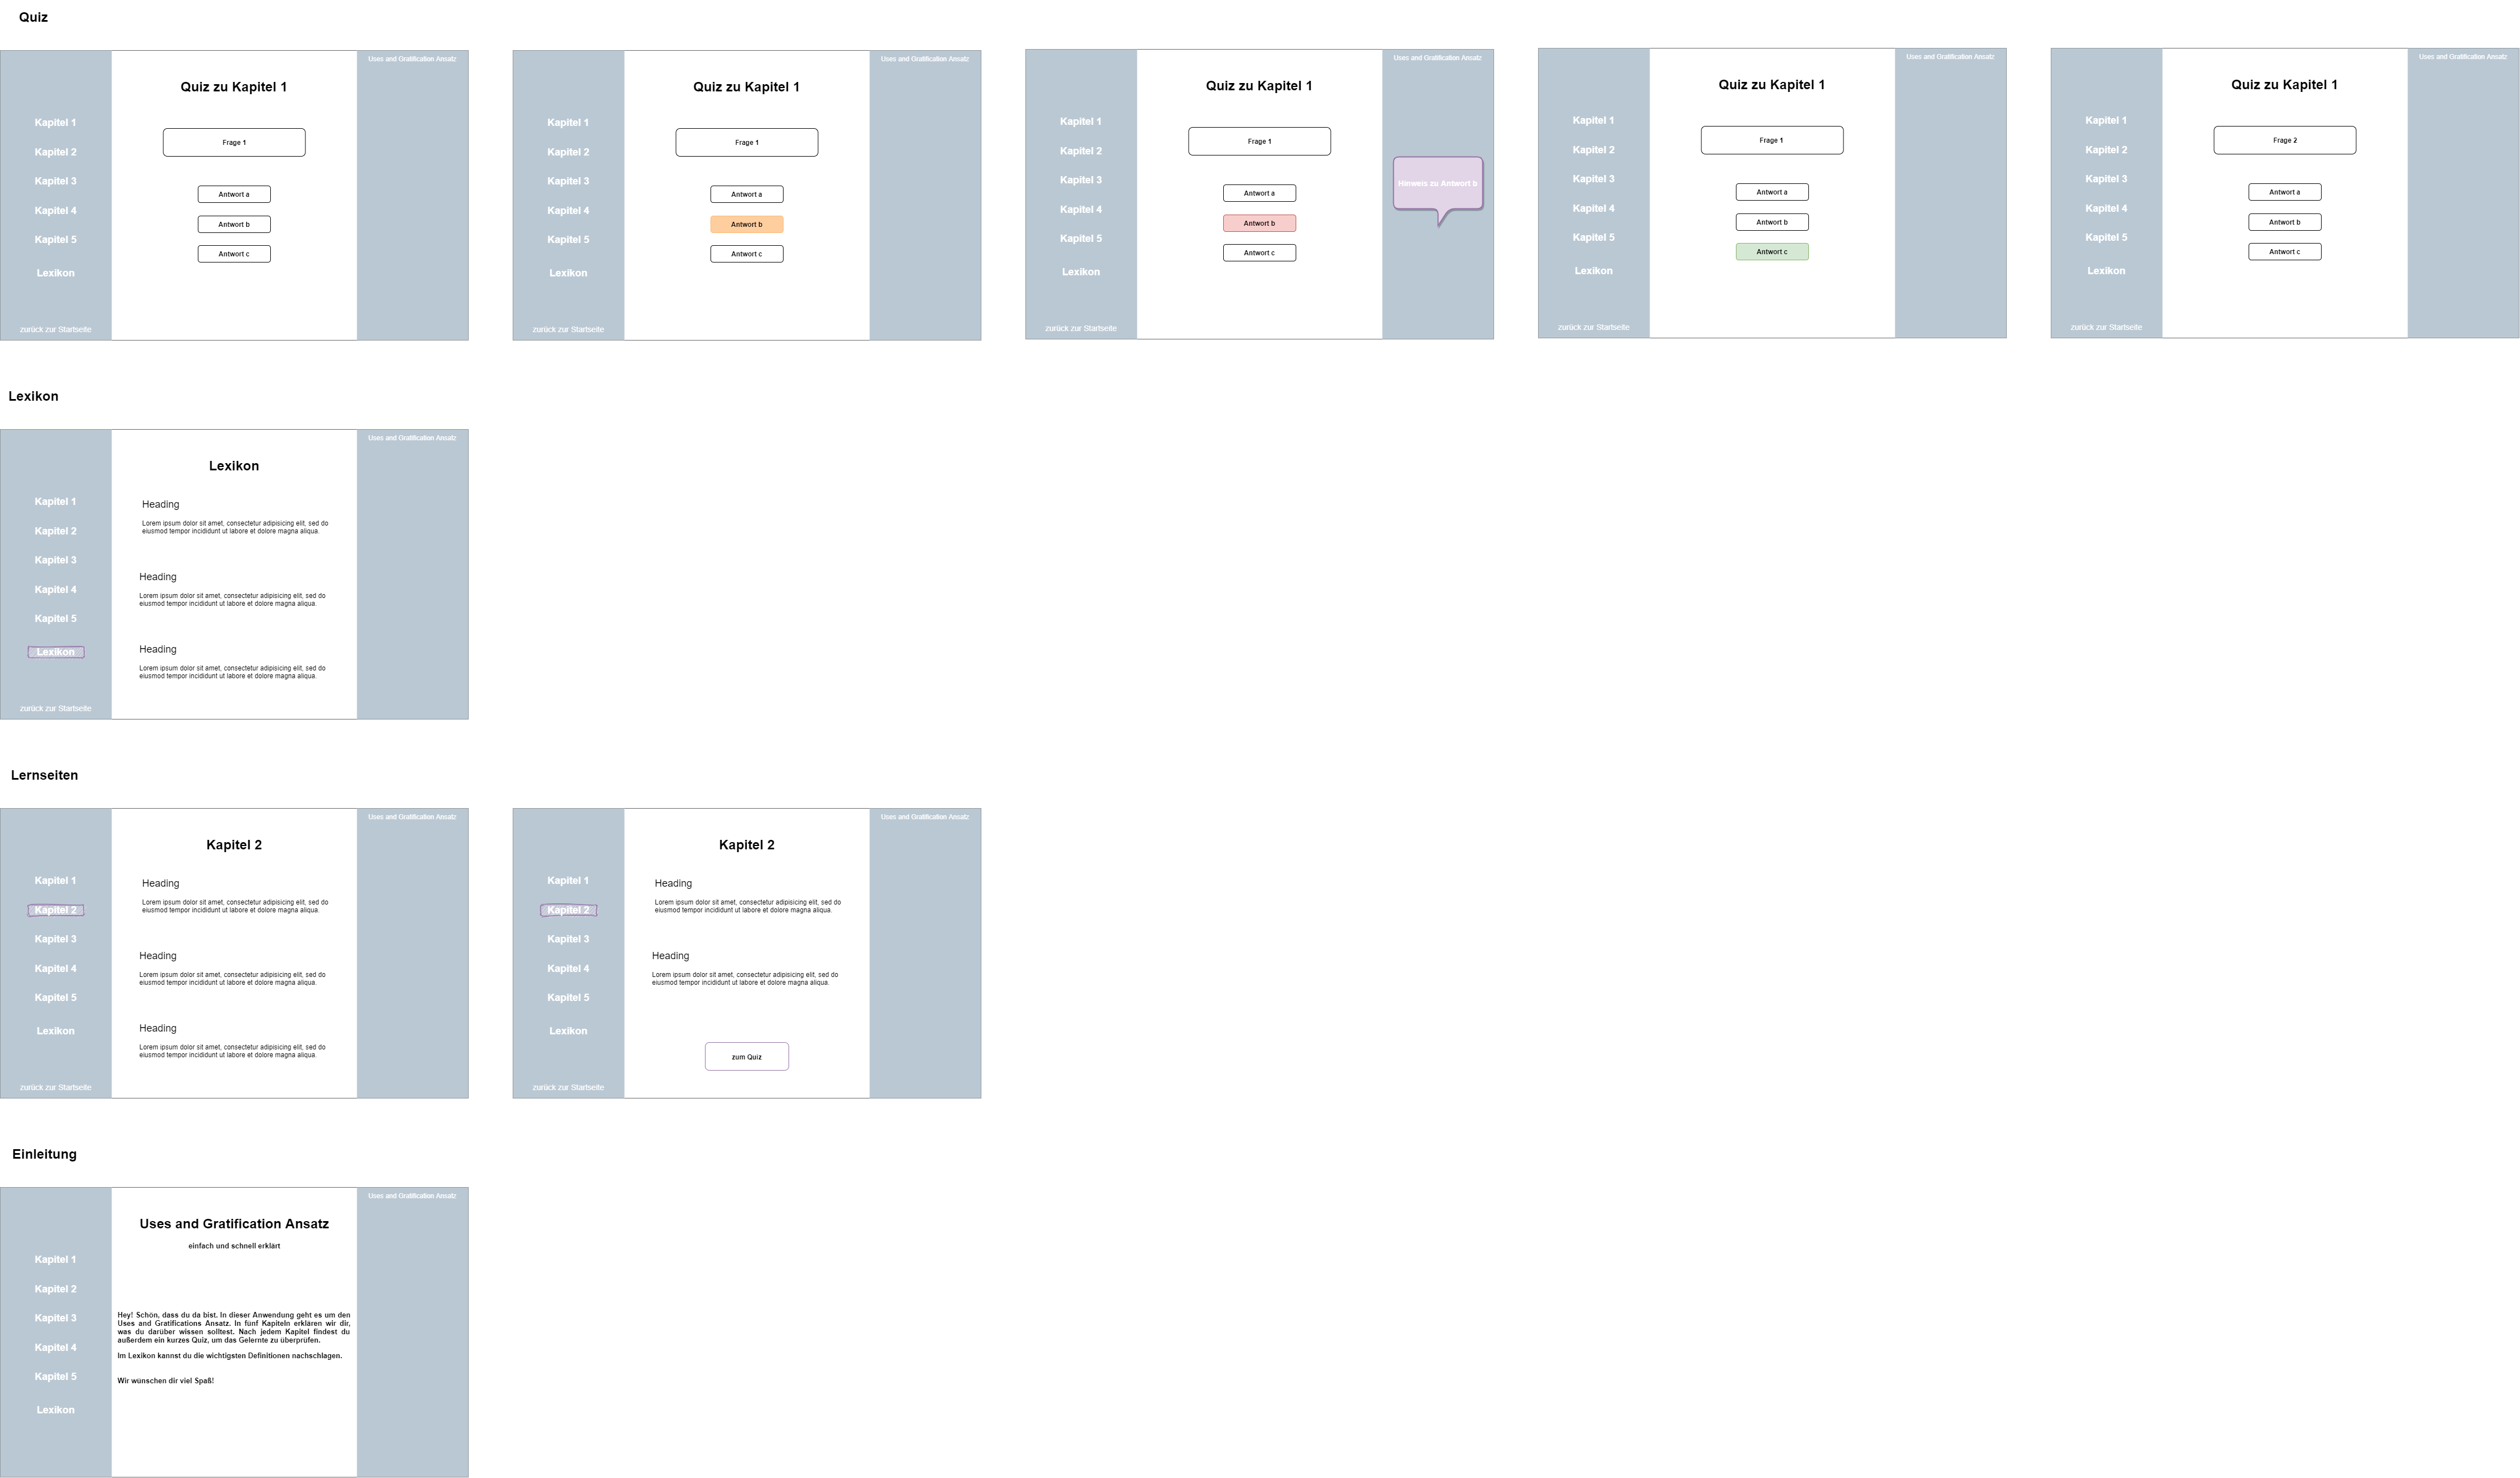 Quiz
Uses and Gratification Ansatz
Quiz zu Kapitel 1
Kapitel 1
Kapitel 2
Kapitel 3
Kapitel 4
Kapitel 5
Lexikon
zurück zur Startseite
Frage 1
Antwort a
Antwort b
Antwort c
Uses and Gratification Ansatz
Quiz zu Kapitel 1
Kapitel 1
Kapitel 2
Kapitel 3
Kapitel 4
Kapitel 5
Lexikon
zurück zur Startseite
Frage 1
Antwort a
Antwort b
Antwort c
Uses and Gratification Ansatz
Quiz zu Kapitel 1
Kapitel 1
Kapitel 2
Kapitel 3
Kapitel 4
Kapitel 5
Lexikon
zurück zur Startseite
Frage 1
Antwort a
Antwort b
Antwort c
Hinweis zu Antwort b
Uses and Gratification Ansatz
Quiz zu Kapitel 1
Kapitel 1
Kapitel 2
Kapitel 3
Kapitel 4
Kapitel 5
Lexikon
zurück zur Startseite
Frage 1
Antwort a
Antwort b
Antwort c
Uses and Gratification Ansatz
Quiz zu Kapitel 1
Kapitel 1
Kapitel 2
Kapitel 3
Kapitel 4
Kapitel 5
Lexikon
zurück zur Startseite
Frage 2
Antwort a
Antwort b
Antwort c
Lexikon
Uses and Gratification Ansatz
Lexikon
Kapitel 1
Kapitel 2
Kapitel 3
Kapitel 4
Kapitel 5
Lexikon
zurück zur Startseite
Heading
Lorem ipsum dolor sit amet, consectetur adipisicing elit, sed do
eiusmod tempor incididunt ut labore et dolore magna aliqua.
Heading
Lorem ipsum dolor sit amet, consectetur adipisicing elit, sed do
eiusmod tempor incididunt ut labore et dolore magna aliqua.
Heading
Lorem ipsum dolor sit amet, consectetur adipisicing elit, sed do
eiusmod tempor incididunt ut labore et dolore magna aliqua.
Lernseiten
Uses and Gratification Ansatz
Kapitel 2
Kapitel 1
Kapitel 2
Kapitel 3
Kapitel 4
Kapitel 5
Lexikon
zurück zur Startseite
Heading
Lorem ipsum dolor sit amet, consectetur adipisicing elit, sed do
eiusmod tempor incididunt ut labore et dolore magna aliqua.
Heading
Lorem ipsum dolor sit amet, consectetur adipisicing elit, sed do
eiusmod tempor incididunt ut labore et dolore magna aliqua.
Heading
Lorem ipsum dolor sit amet, consectetur adipisicing elit, sed do
eiusmod tempor incididunt ut labore et dolore magna aliqua.
Uses and Gratification Ansatz
Kapitel 2
Kapitel 1
Kapitel 2
Kapitel 3
Kapitel 4
Kapitel 5
Lexikon
zurück zur Startseite
Heading
Lorem ipsum dolor sit amet, consectetur adipisicing elit, sed do
eiusmod tempor incididunt ut labore et dolore magna aliqua.
Heading
Lorem ipsum dolor sit amet, consectetur adipisicing elit, sed do
eiusmod tempor incididunt ut labore et dolore magna aliqua.
zum Quiz
Einleitung
Uses and Gratification Ansatz
Uses and Gratification Ansatz
einfach und schnell erklärt
Kapitel 1
Kapitel 2
Kapitel 3
Kapitel 4
Kapitel 5
Lexikon
Hey! Schön, dass du da bist. In dieser Anwendung geht es um den
Uses and Gratifications Ansatz. In fünf Kapiteln erklären wir dir,
was du darüber wissen solltest. Nach jedem Kapitel findest du
außerdem ein kurzes Quiz, um das Gelernte zu überprüfen.
Im Lexikon kannst du die wichtigsten Definitionen nachschlagen.
Wir wünschen dir viel Spaß!